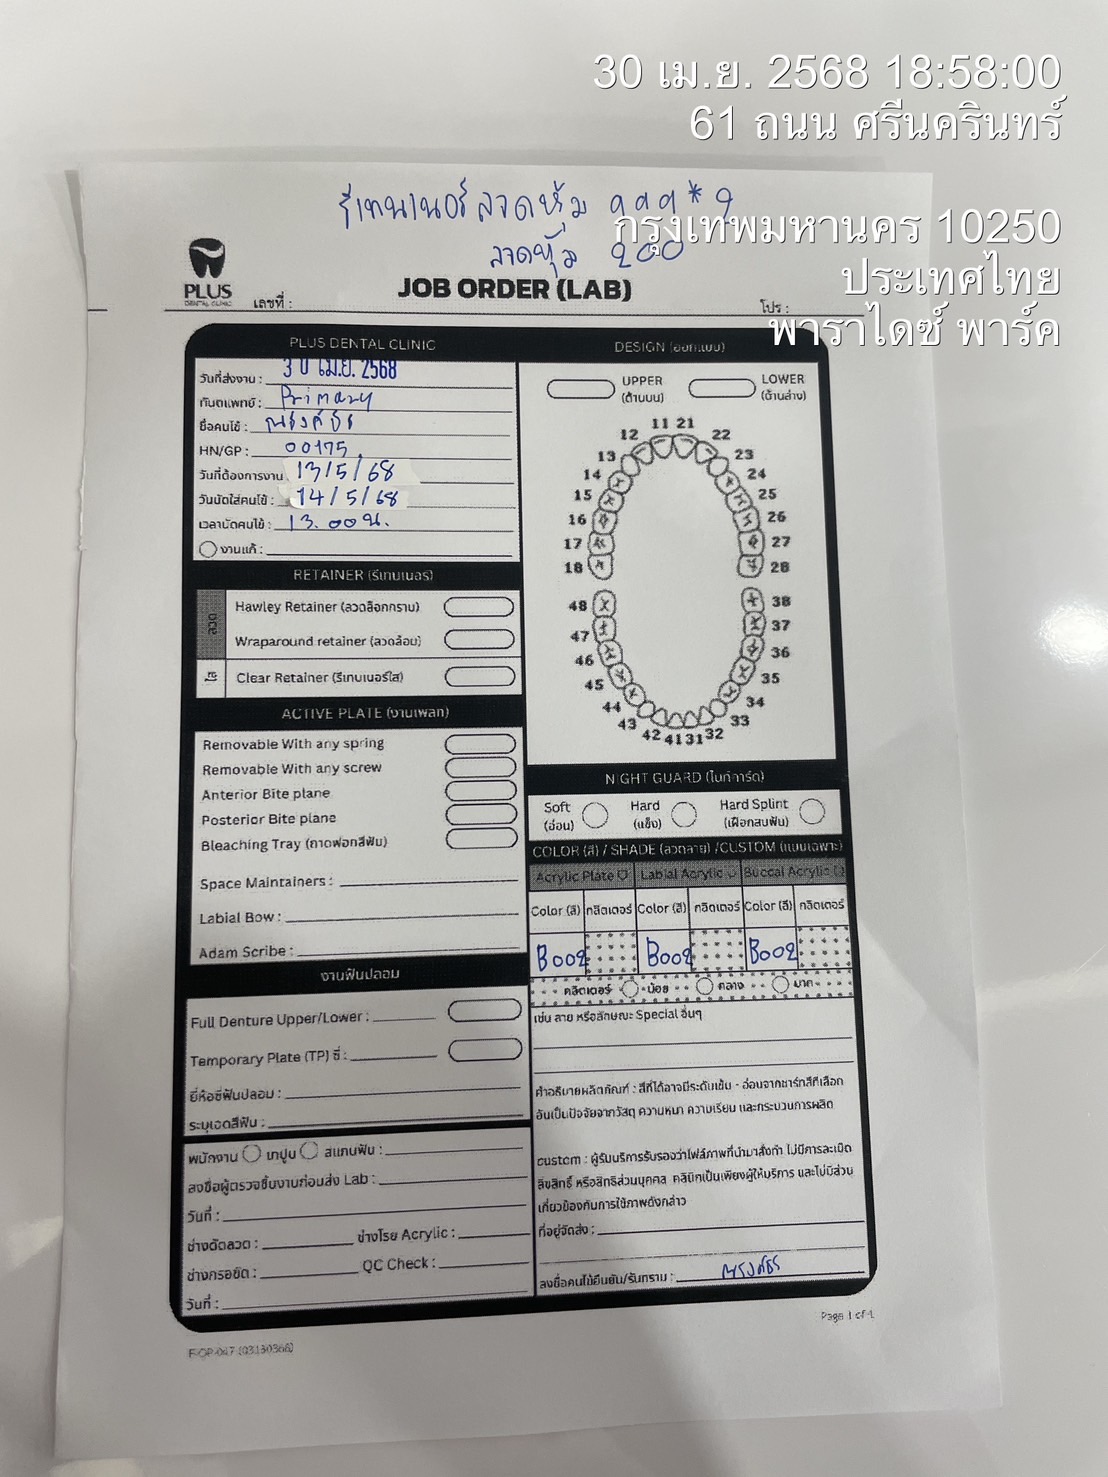 30 เม.ย. 2568 18:58:00
61 ถนน ศรีนครินทร์
กรุงเทพมหานคร 10250
ประเทศไทย
พาราไดซ์ พาร์ค
รีเทนเนอร์ลวดหุ้ม 999*2
ลวดหุ้ม 200
PLUS
DENTAL CLINIC
เลขที่ :
JOB ORDER (LAB)
โปร :
PLUS DENTAL CLINIC
วันที่ส่งงาน : 30 เม.ย. 2568
ทันตแพทย์ : Primary
ชื่อคนไข้ : ณรงค์ธร
HN/GP : 00175
วันที่ต้องการงาน 13/5/68
วันนัดใส่คนไข้ : 14/5/68
เวลานัดคนไข้ : 13.00น.
งานแก้ :
RETAINER (รีเทนเนอร์)
ลวด
Hawley Retainer (ลวดล็อกกราม)
Wraparound retainer (ลวดล้อม)
ใส
Clear Retainer (รีเทนเนอร์ใส)
ACTIVE PLATE (งานเพลท)
Removable With any spring
Removable With any screw
Anterior Bite plane
Posterior Bite plane
Bleaching Tray (ถาดฟอกสีฟัน)
Space Maintainers :
Labial Bow :
Adam Scribe :
งานฟันปลอม
Full Denture Upper/Lower :
Temporary Plate (TP) ซี่ :
ยี่ห้อซี่ฟันปลอม :
ระบุเฉดสีฟัน :
พนักงาน เทปูน สแกนฟัน :
ลงชื่อผู้ตรวจชิ้นงานก่อนส่ง Lab :
วันที่ :
ช่างดัดลวด : ช่างโรย Acrylic :
ช่างกรอขัด : QC Check :
วันที่ :
DESIGN (ออกแบบ)
UPPER
(ด้านบน)
LOWER
(ด้านล่าง)
11 21
12 22
13 23
14 24
15 25
16 26
17 27
18 28
48 38
47 37
46 36
45 35
44 34
43 33
42 41 31 32
NIGHT GUARD (ไนท์การ์ด)
Soft
(อ่อน)
Hard
(แข็ง)
Hard Splint
(เฝือกสบฟัน)
COLOR (สี) / SHADE (ลวดลาย) /CUSTOM (แบบเฉพาะ)
Acrylic Plate Labial Acrylic Buccal Acrylic
Color (สี) กลิตเตอร์ Color (สี) กลิตเตอร์ Color (สี) กลิตเตอร์
B002 B002 B002
กลิตเตอร์ น้อย กลาง มาก
เช่น ลาย หรือลักษณะ Special อื่นๆ
คำอธิบายผลิตภัณฑ์ : สีที่ได้อาจมีระดับเข้ม - อ่อนจากชาร์ทสีที่เลือก
อันเป็นปัจจัยจากวัสดุ ความหนา ความเรียบ และกระบวนการผลิต
custom : ผู้รับบริการรับรองว่าไฟล์ภาพที่นำมาสั่งทำ ไม่มีการละเมิด
ลิขสิทธิ์ หรือสิทธิส่วนบุคคล คลินิกเป็นเพียงผู้ให้บริการ และไม่มีส่วน
เกี่ยวข้องกับการใช้ภาพดังกล่าว
ที่อยู่จัดส่ง :
ลงชื่อคนไข้ยืนยัน/รับทราบ : ณรงค์ธร
Page 1 of 1